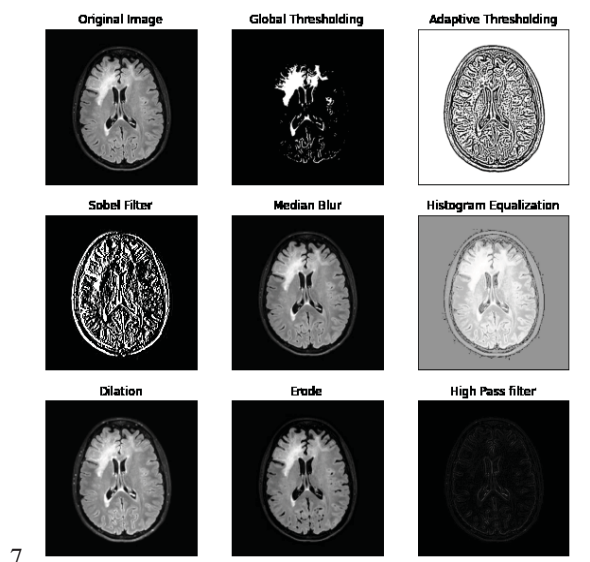 Original Image Global Thresholding Adaptive Thresholding
Sobel Filter Median Blur Histogram Equalization
Dilation Erode High Pass filter
7